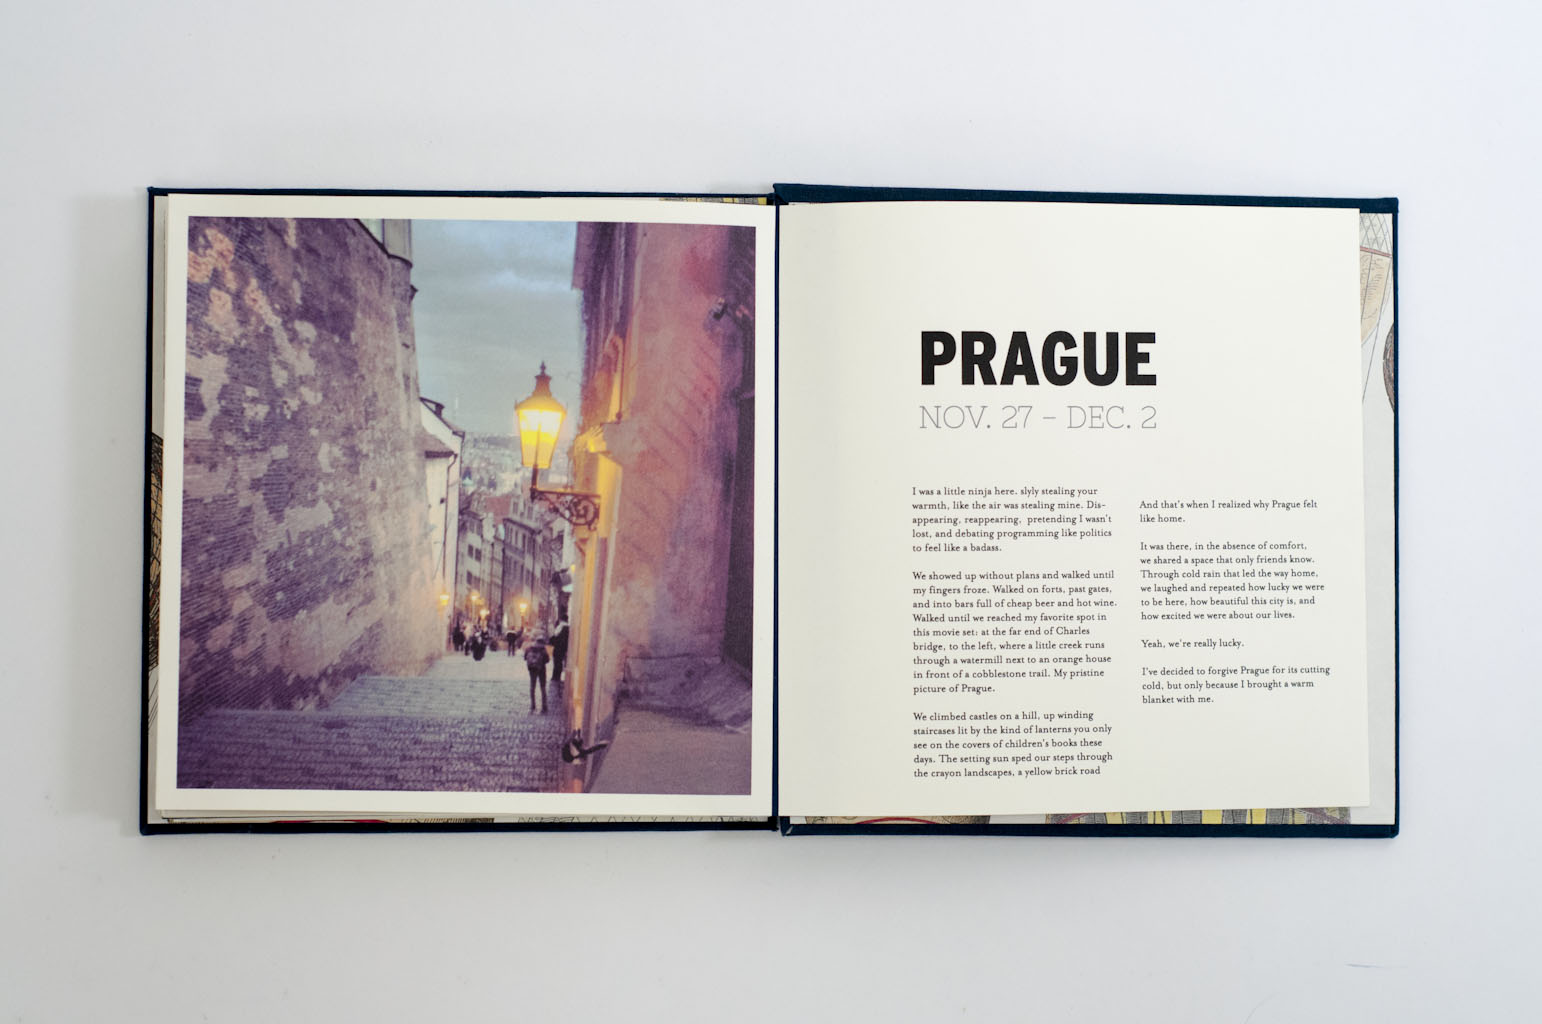 PRAGUE
NOV. 27 – DEC. 2
I was a little ninja here. slyly stealing your
warmth, like the air was stealing mine. Dis-
appearing, reappearing,  pretending I wasn't
lost, and debating programming like politics
to feel like a badass.
We showed up without plans and walked until
my fingers froze. Walked on forts, past gates,
and into bars full of cheap beer and hot wine.
Walked until we reached my favorite spot in
this movie set: at the far end of Charles
bridge, to the left, where a little creek runs
through a watermill next to an orange house
in front of a cobblestone trail. My pristine
picture of Prague.
We climbed castles on a hill, up winding
staircases lit by the kind of lanterns you only
see on the covers of children's books these
days. The setting sun sped our steps through
the crayon landscapes, a yellow brick road
And that's when I realized why Prague felt
like home.
It was there, in the absence of comfort,
we shared a space that only friends know.
Through cold rain that led the way home,
we laughed and repeated how lucky we were
to be here, how beautiful this city is, and
how excited we were about our lives.
Yeah, we're really lucky.
I've decided to forgive Prague for its cutting
cold, but only because I brought a warm
blanket with me.